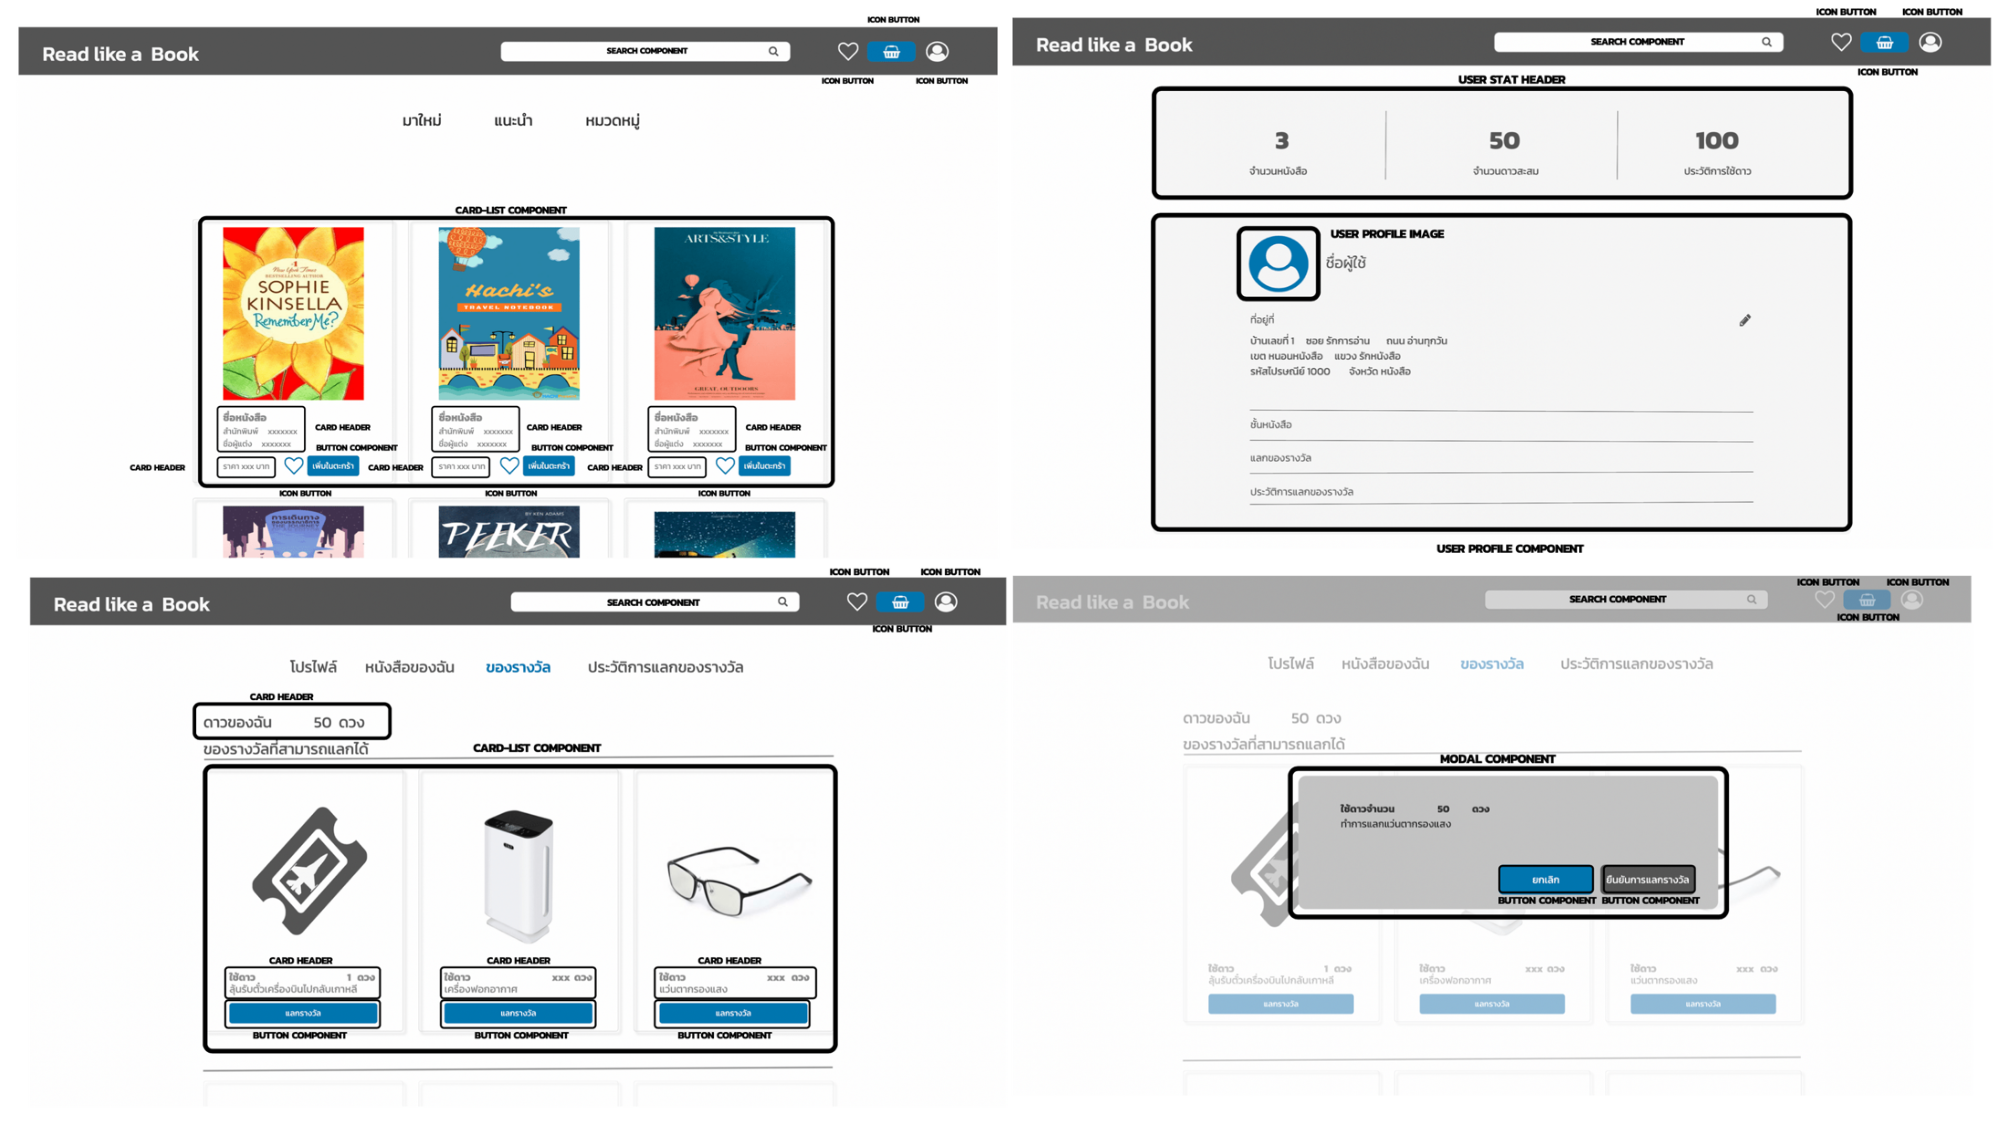 ICON BUTTON
Read like a Book
SEARCH COMPONENT
ICON BUTTON
ICON BUTTON
มาใหม่ แนะนำ หมวดหมู่
CARD-LIST COMPONENT
New York Times
BESTSELLING AUTHOR
SOPHIE
KINSELLA
Remember Me?
Hachi's
TRAVEL NOTEBOOK
ARTS&STYLE
GREAT OUTDOORS
ชื่อหนังสือ
สำนักพิมพ์ xxxxxxx
ชื่อผู้แต่ง xxxxxxx
CARD HEADER
BUTTON COMPONENT
CARD HEADER
ราคา xxx บาท
เพิ่มในตะกร้า
ICON BUTTON
ชื่อหนังสือ
สำนักพิมพ์ xxxxxxx
ชื่อผู้แต่ง xxxxxxx
CARD HEADER
BUTTON COMPONENT
CARD HEADER
ราคา xxx บาท
เพิ่มในตะกร้า
ICON BUTTON
ชื่อหนังสือ
สำนักพิมพ์ xxxxxxx
ชื่อผู้แต่ง xxxxxxx
CARD HEADER
BUTTON COMPONENT
CARD HEADER
ราคา xxx บาท
เพิ่มในตะกร้า
ICON BUTTON
การเดินทาง
THE JOURNEY
BY KEN ADAMS
PEEKER
ICON BUTTON ICON BUTTON
Read like a Book
SEARCH COMPONENT
ICON BUTTON
USER STAT HEADER
3 50 100
จำนวนหนังสือ จำนวนดาวสะสม ประวัติการใช้ดาว
USER PROFILE IMAGE
ชื่อผู้ใช้
ที่อยู่ที่
บ้านเลขที่ 1 ซอย รักการอ่าน ถนน อ่านทุกวัน
เขต หนอนหนังสือ แขวง รักหนังสือ
รหัสไปรษณีย์ 1000 จังหวัด หนังสือ
ชั้นหนังสือ
แลกของรางวัล
ประวัติการแลกของรางวัล
USER PROFILE COMPONENT
ICON BUTTON ICON BUTTON
Read like a Book
SEARCH COMPONENT
ICON BUTTON
โปรไฟล์ หนังสือของฉัน ของรางวัล ประวัติการแลกของรางวัล
CARD HEADER
ดาวของฉัน 50 ดวง
ของรางวัลที่สามารถแลกได้
CARD-LIST COMPONENT
CARD HEADER CARD HEADER CARD HEADER
ใช้ดาว 1 ดวง
ลุ้นรับตั๋วเครื่องบินไปกลับเกาหลี
แลกรางวัล
ใช้ดาว xxx ดวง
เครื่องฟอกอากาศ
แลกรางวัล
ใช้ดาว xxx ดวง
แว่นตากรองแสง
แลกรางวัล
BUTTON COMPONENT BUTTON COMPONENT BUTTON COMPONENT
ICON BUTTON ICON BUTTON
Read like a Book
SEARCH COMPONENT
ICON BUTTON
โปรไฟล์ หนังสือของฉัน ของรางวัล ประวัติการแลกของรางวัล
ดาวของฉัน 50 ดวง
ของรางวัลที่สามารถแลกได้
MODAL COMPONENT
ใช้ดาวจำนวน 50 ดวง
ทำการแลกแว่นตากรองแสง
ยกเลิก ยืนยันการแลกรางวัล
BUTTON COMPONENT BUTTON COMPONENT
ใช้ดาว 1 ดวง
ลุ้นรับตั๋วเครื่องบินไปกลับเกาหลี
แลกรางวัล
ใช้ดาว xxx ดวง
เครื่องฟอกอากาศ
แลกรางวัล
ใช้ดาว xxx ดวง
แว่นตากรองแสง
แลกรางวัล